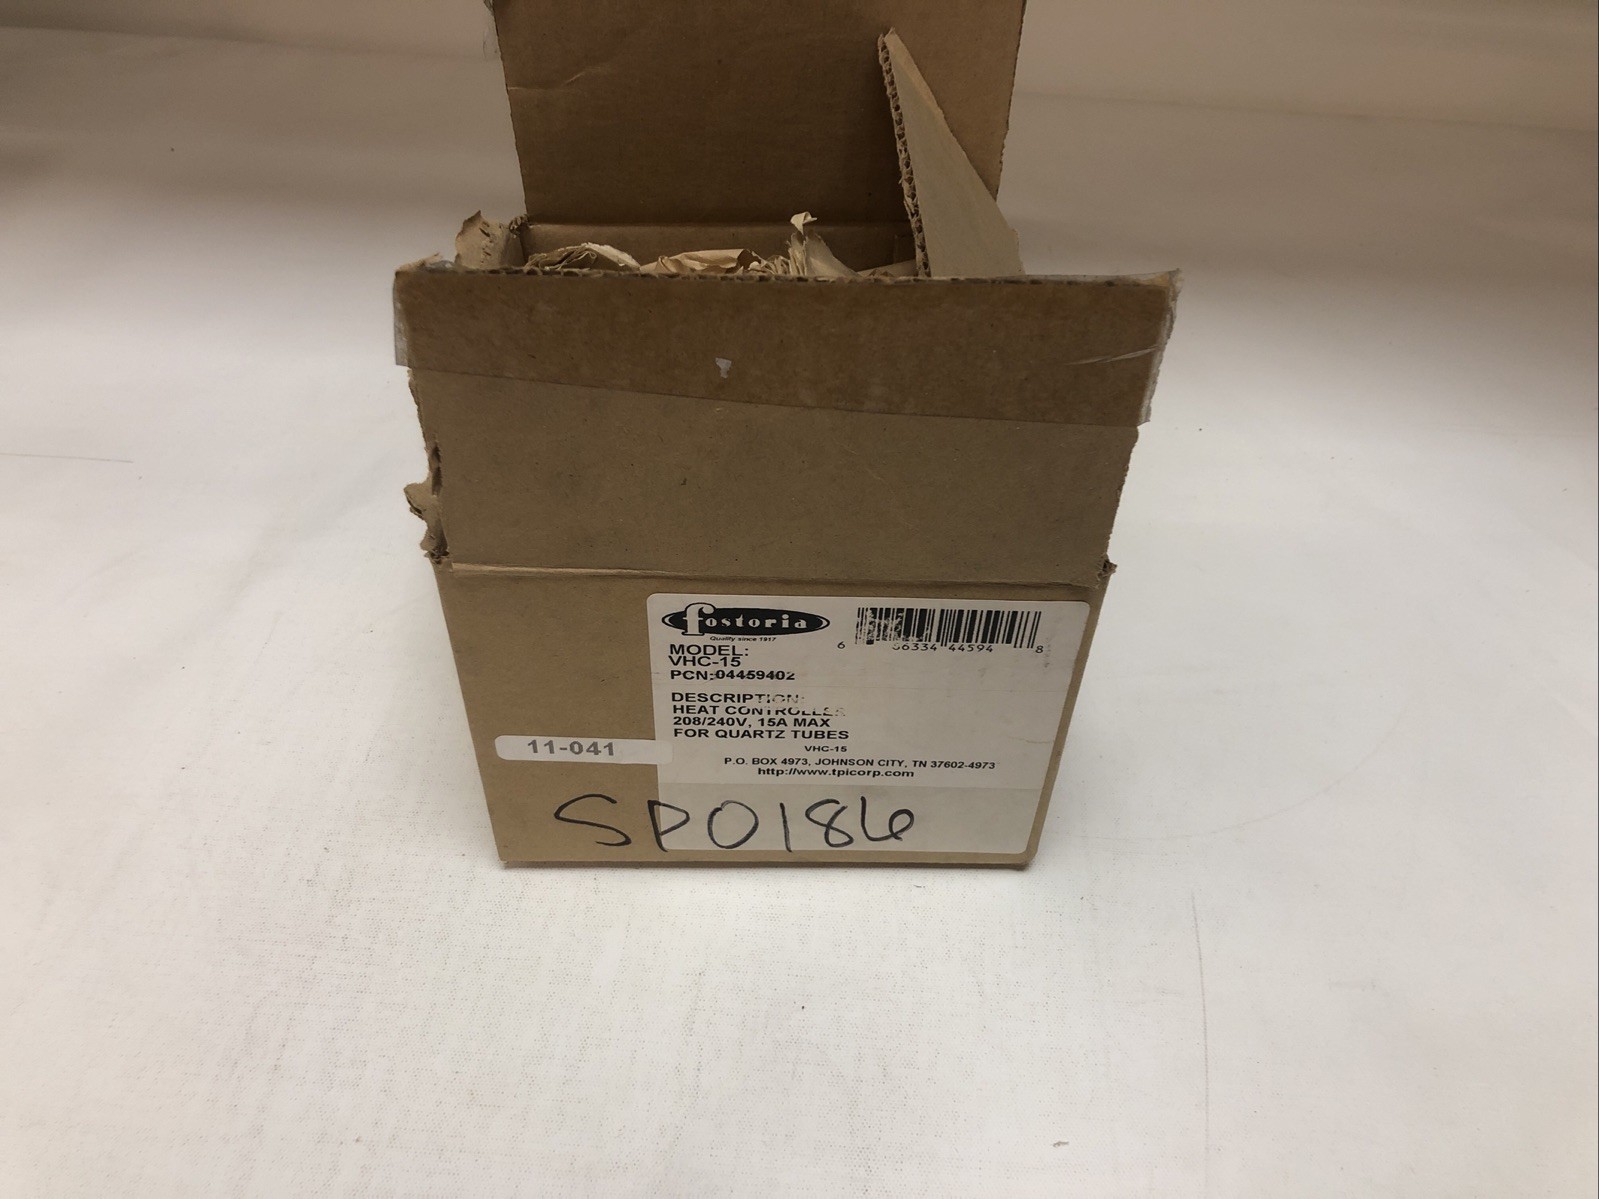 fostoria
Quality since 1917
6 66334 44594 8
MODEL:
VHC-15
PCN:04459402
DESCRIPTION:
HEAT CONTROLLER
208/240V, 15A MAX
FOR QUARTZ TUBES
VHC-15
P.O. BOX 4973, JOHNSON CITY, TN 37602-4973
http://www.tpicorp.com
11-041
SP0186